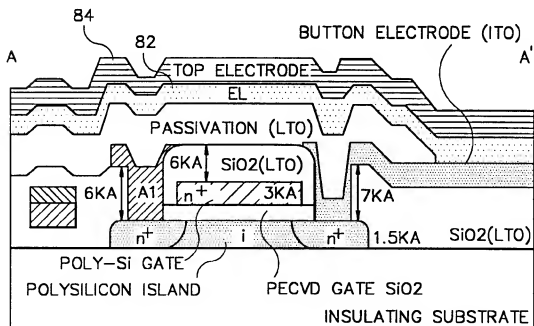 84
BUTTON ELECTRODE (ITO)
A
82
A'
TOP ELECTRODE
EL
PASSIVATION (LTO)
6KA
SiO2(LTO)
6KA
A1
n+
3KA
7KA
n+
i
n+
1.5KA
SiO2(LTO)
POLY-Si GATE
POLYSILICON ISLAND
PECVD GATE SiO2
INSULATING SUBSTRATE